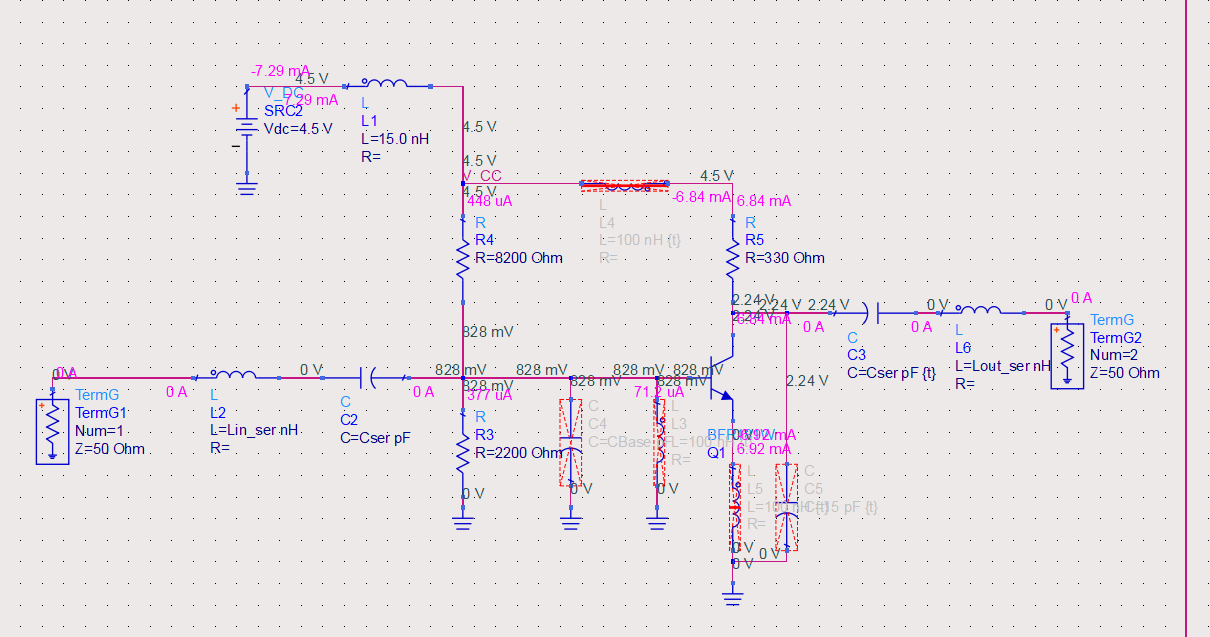 -7.29 mA
4.5 V
V_DC
7.29 mA
SRC2
Vdc=4.5 V
+
L
L1
L=15.0 nH
R=
4.5 V
4.5 V
V_CC
4.5 V
448 uA
4.5 V
-6.84 mA
6.84 mA
L
L4
L=100 nH {t}
R=
R
R4
R=8200 Ohm
R
R5
R=330 Ohm
2.24 V
2.24 V
2.24 V
6.84 mA
0 A
0 A
0 V
0 V
0 A
C
C3
C=Cser pF {t}
L
L6
L=Lout_ser nH
R=
TermG
TermG2
Num=2
Z=50 Ohm
828 mV
0 V
0 A
0 A
0 V
0 A
828 mV
828 mV
377 uA
828 mV
828 mV
828 mV
828 mV
828 mV
71.2 uA
2.24 V
TermG
TermG1
Num=1
Z=50 Ohm
L
L2
L=Lin_ser nH
R=
C
C2
C=Cser pF
R
R3
R=2200 Ohm
0 V
C
C4
C=CBase pF
0 V
L
L3
L=100 nH
R=
0 V
Q1
6.92 mA
L
L5
L=100 nH {t}
R=
C
C5
C=15 pF {t}
0 V
0 V
0 V